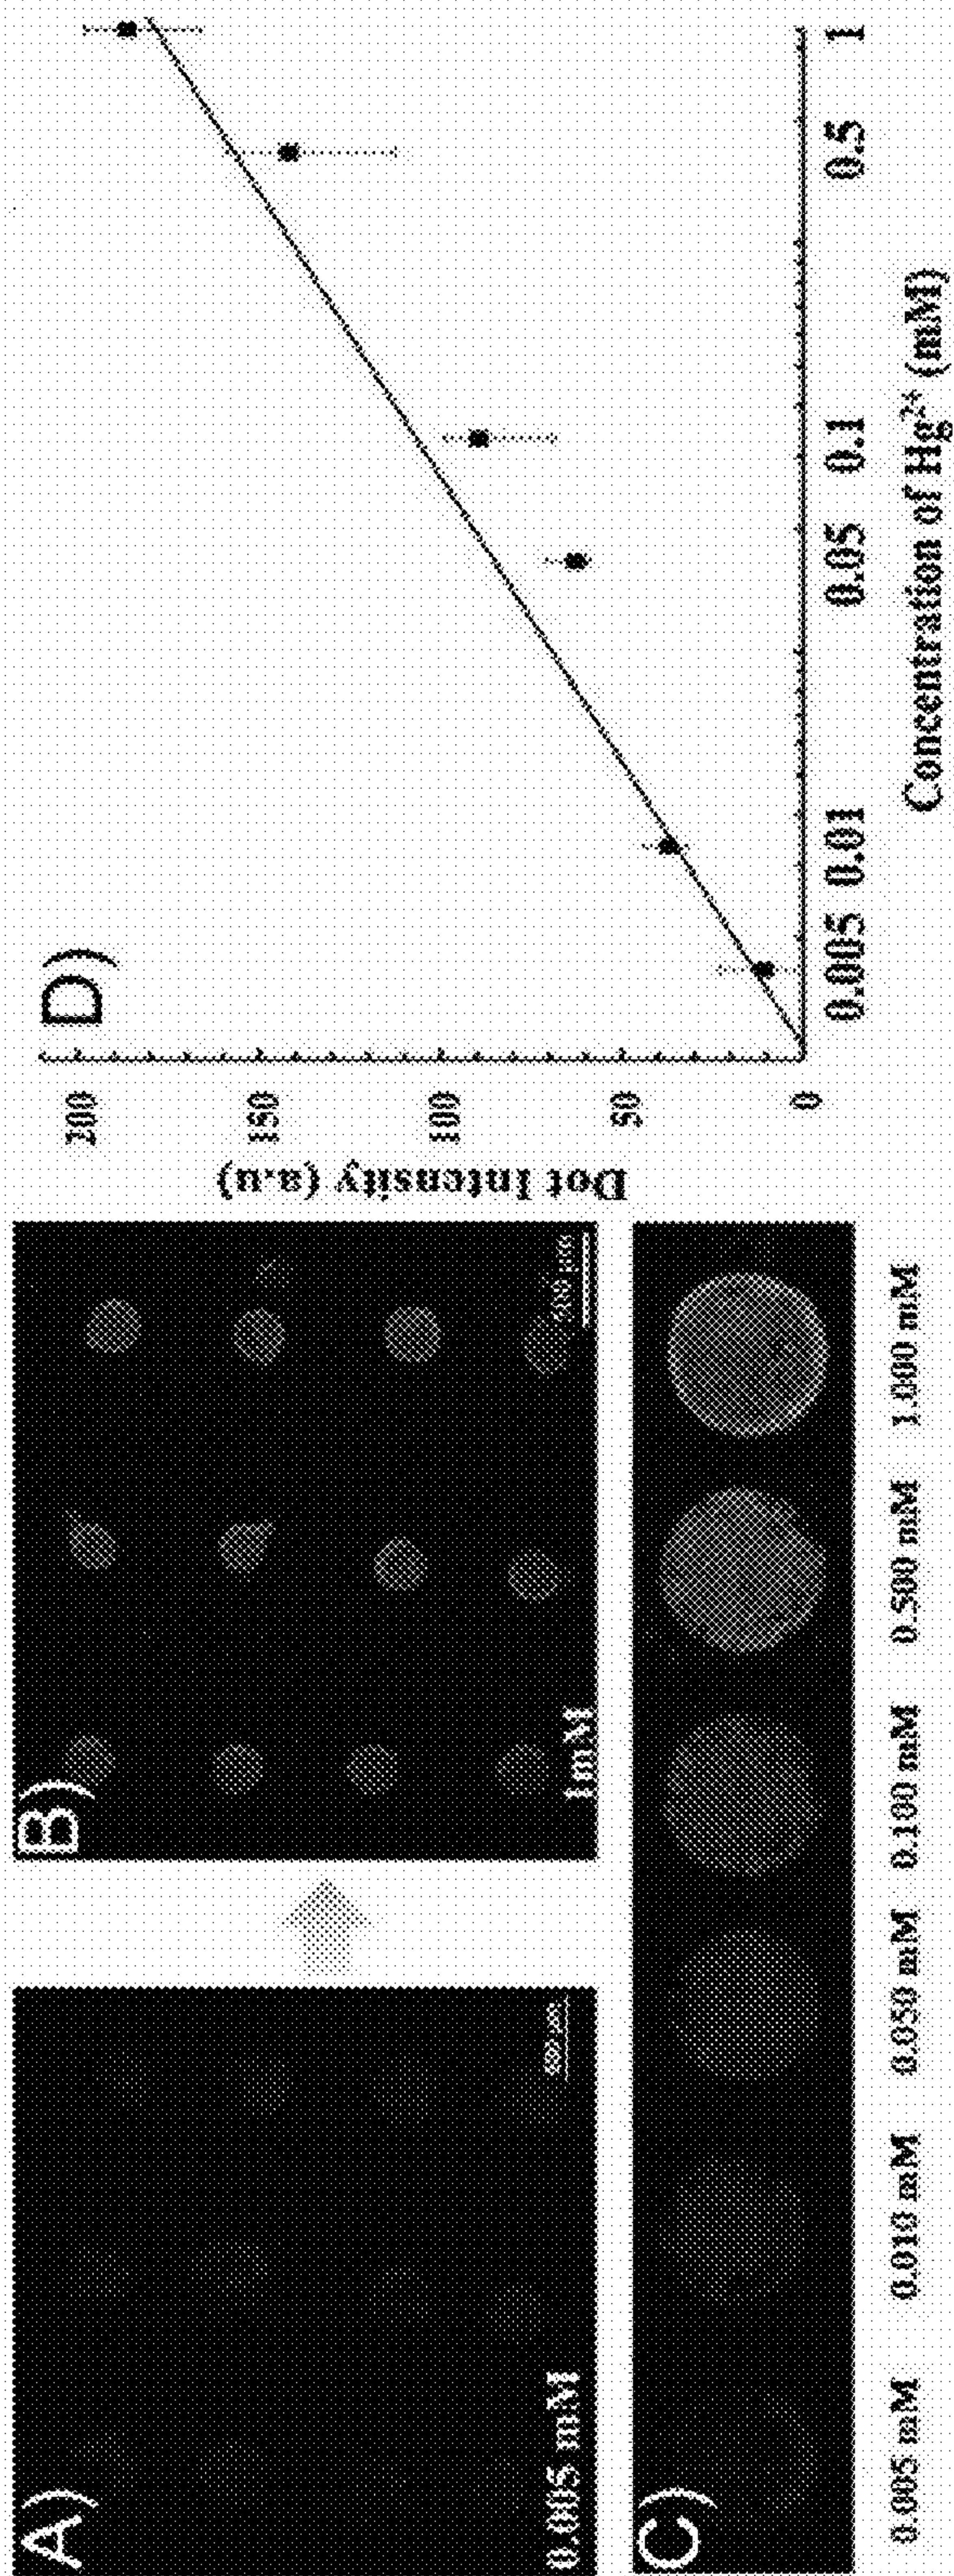 A)
0.005 mM
B)
1mM
C)
0.005 mM 0.010 mM 0.050 mM 0.100 mM 0.500 mM 1.000 mM
D)
Dot Intensity (a.u)
200
150
100
50
0
0.005 0.01 0.05 0.1 0.5 1
Concentration of Hg²⁺ (mM)